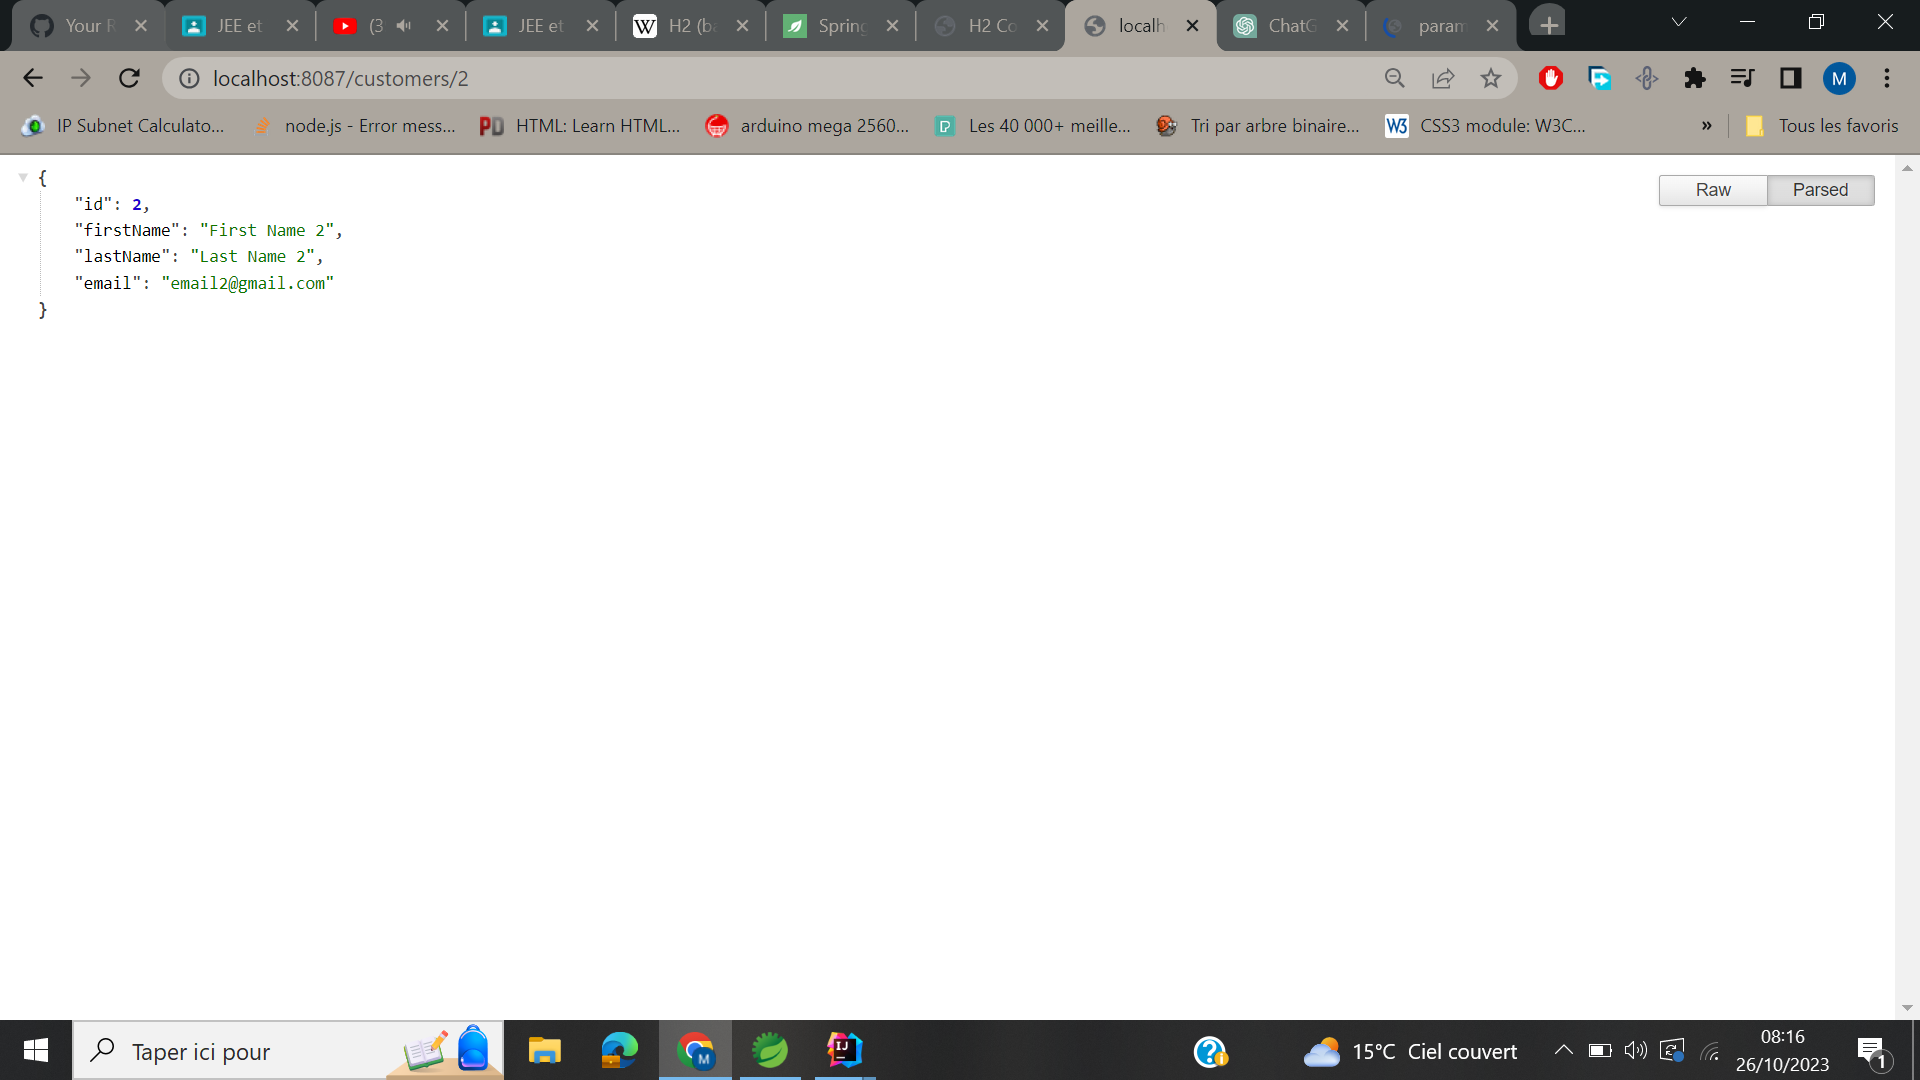 Your R
JEE et
(3
JEE et
H2 (ba
Spring
H2 Co
localh
ChatG
param
localhost:8087/customers/2
M
IP Subnet Calculato...
node.js - Error mess...
HTML: Learn HTML...
arduino mega 2560...
Les 40 000+ meille...
Tri par arbre binaire...
CSS3 module: W3C...
»
Tous les favoris
Raw
Parsed
{
"id": 2,
"firstName": "First Name 2",
"lastName": "Last Name 2",
"email": "email2@gmail.com"
}
Taper ici pour
15°C Ciel couvert
08:16
26/10/2023
1